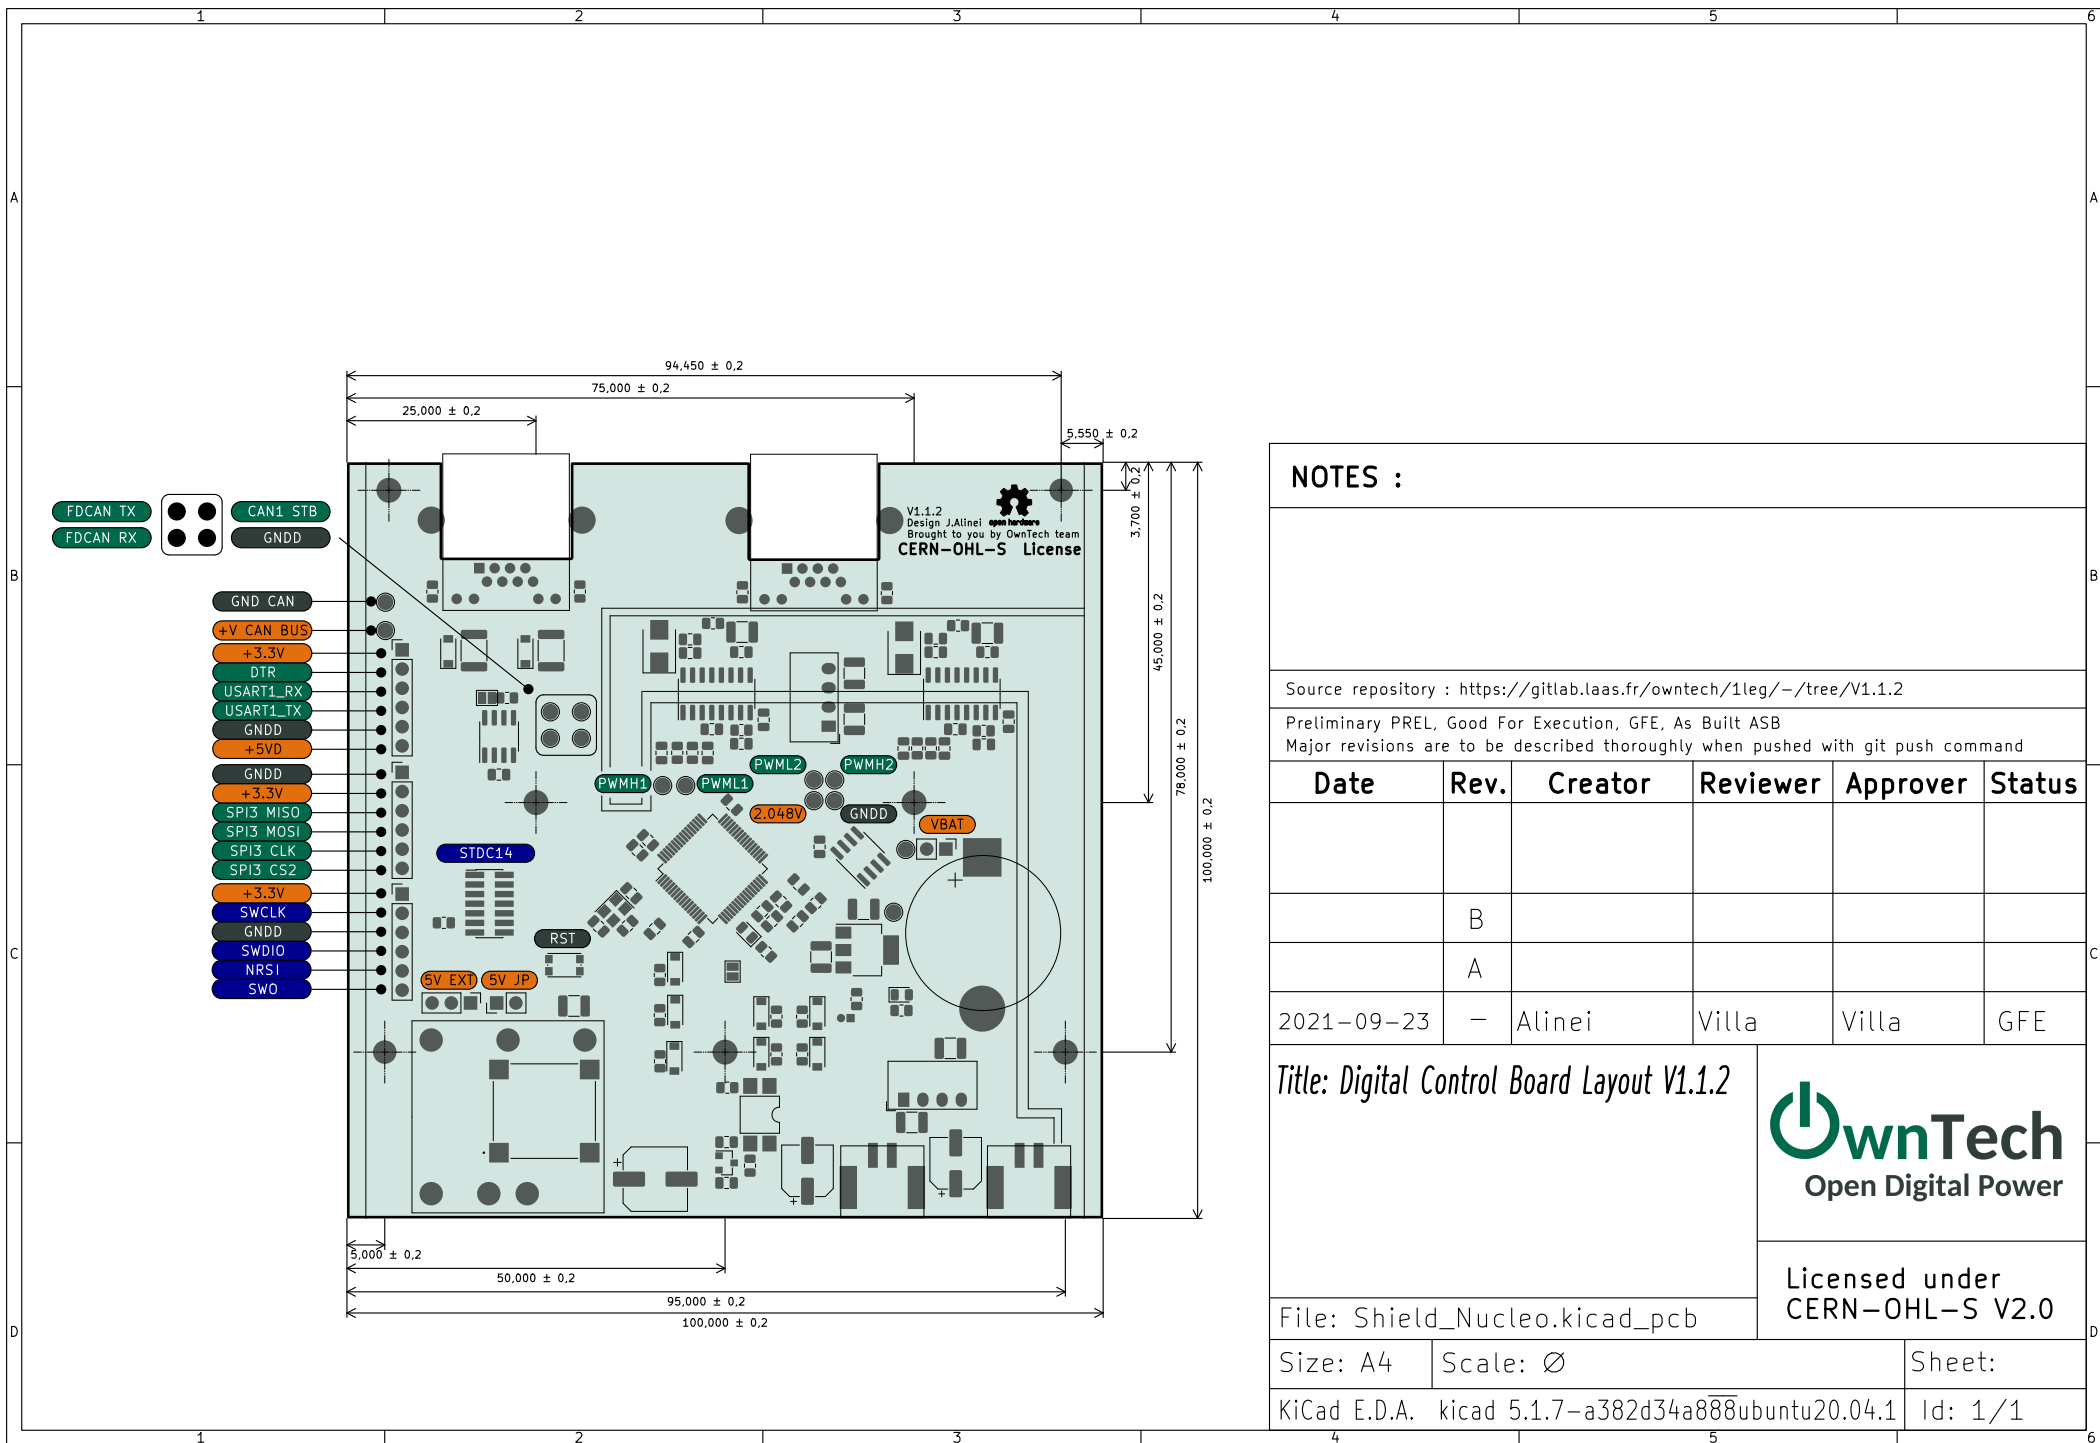 1 2 3 4 5 6
A A
B B
C C
D D
94,450 ± 0,2
75,000 ± 0,2
25,000 ± 0,2
5,550 ± 0,2
3,700 ± 0,2
45,000 ± 0,2
78,000 ± 0,2
100,000 ± 0,2
V1.1.2
Design J.Alinei open hardware
Brought to you by OwnTech team
CERN-OHL-S License
FDCAN TX CAN1 STB
FDCAN RX GNDD
GND CAN
+V CAN BUS
+3.3V
DTR
USART1_RX
USART1_TX
GNDD
+5VD
GNDD
+3.3V
SPI3 MISO
SPI3 MOSI
SPI3 CLK
SPI3 CS2
+3.3V
SWCLK
GNDD
SWDIO
NRSI
SWO
PWML2 PWMH2
PWMH1 PWML1
2.048V GNDD
VBAT
STDC14
RST
5V EXT 5V JP
5,000 ± 0,2
50,000 ± 0,2
95,000 ± 0,2
100,000 ± 0,2
NOTES :
Source repository : https://gitlab.laas.fr/owntech/1leg/-/tree/V1.1.2
Preliminary PREL, Good For Execution, GFE, As Built ASB
Major revisions are to be described thoroughly when pushed with git push command
Date Rev. Creator Reviewer Approver Status
B
A
2021-09-23 - Alinei Villa Villa GFE
Title: Digital Control Board Layout V1.1.2
OwnTech
Open Digital Power
Licensed under
CERN-OHL-S V2.0
File: Shield_Nucleo.kicad_pcb
Size: A4 Scale: Ø Sheet:
KiCad E.D.A. kicad 5.1.7-a382d34a888ubuntu20.04.1 Id: 1/1
1 2 3 4 5 6